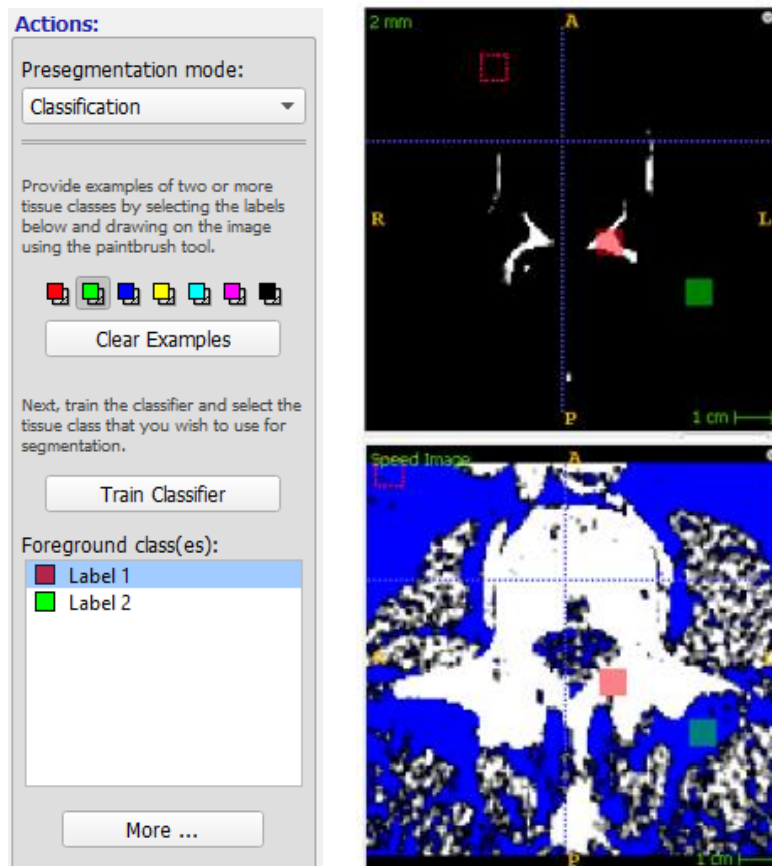 Actions:
Presegmentation mode:
Classification
Provide examples of two or more
tissue classes by selecting the labels
below and drawing on the image
using the paintbrush tool.
Clear Examples
Next, train the classifier and select the
tissue class that you wish to use for
segmentation.
Train Classifier
Foreground class(es):
Label 1
Label 2
More ...
2 mm
A
R
L
P
1 cm
Speed Image
A
P
1 cm